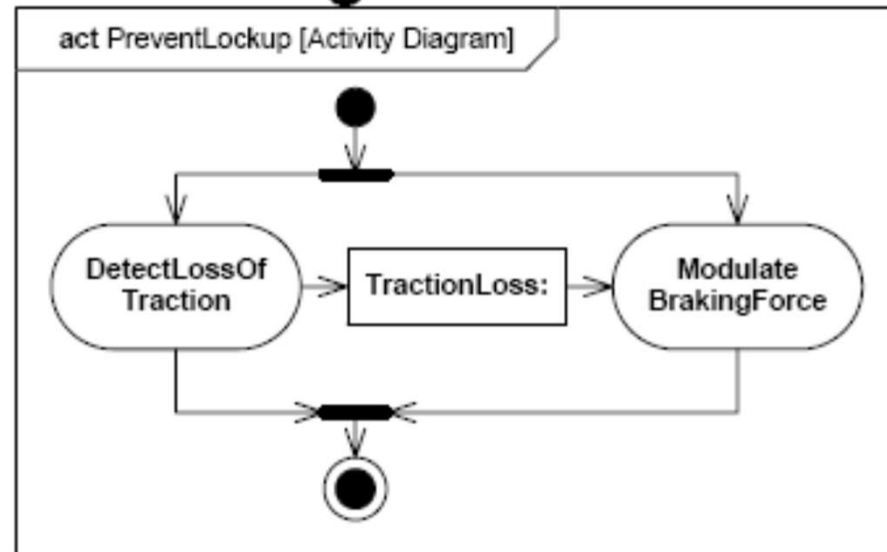 act PreventLockup [Activity Diagram]
DetectLossOf
Traction
TractionLoss:
Modulate
BrakingForce